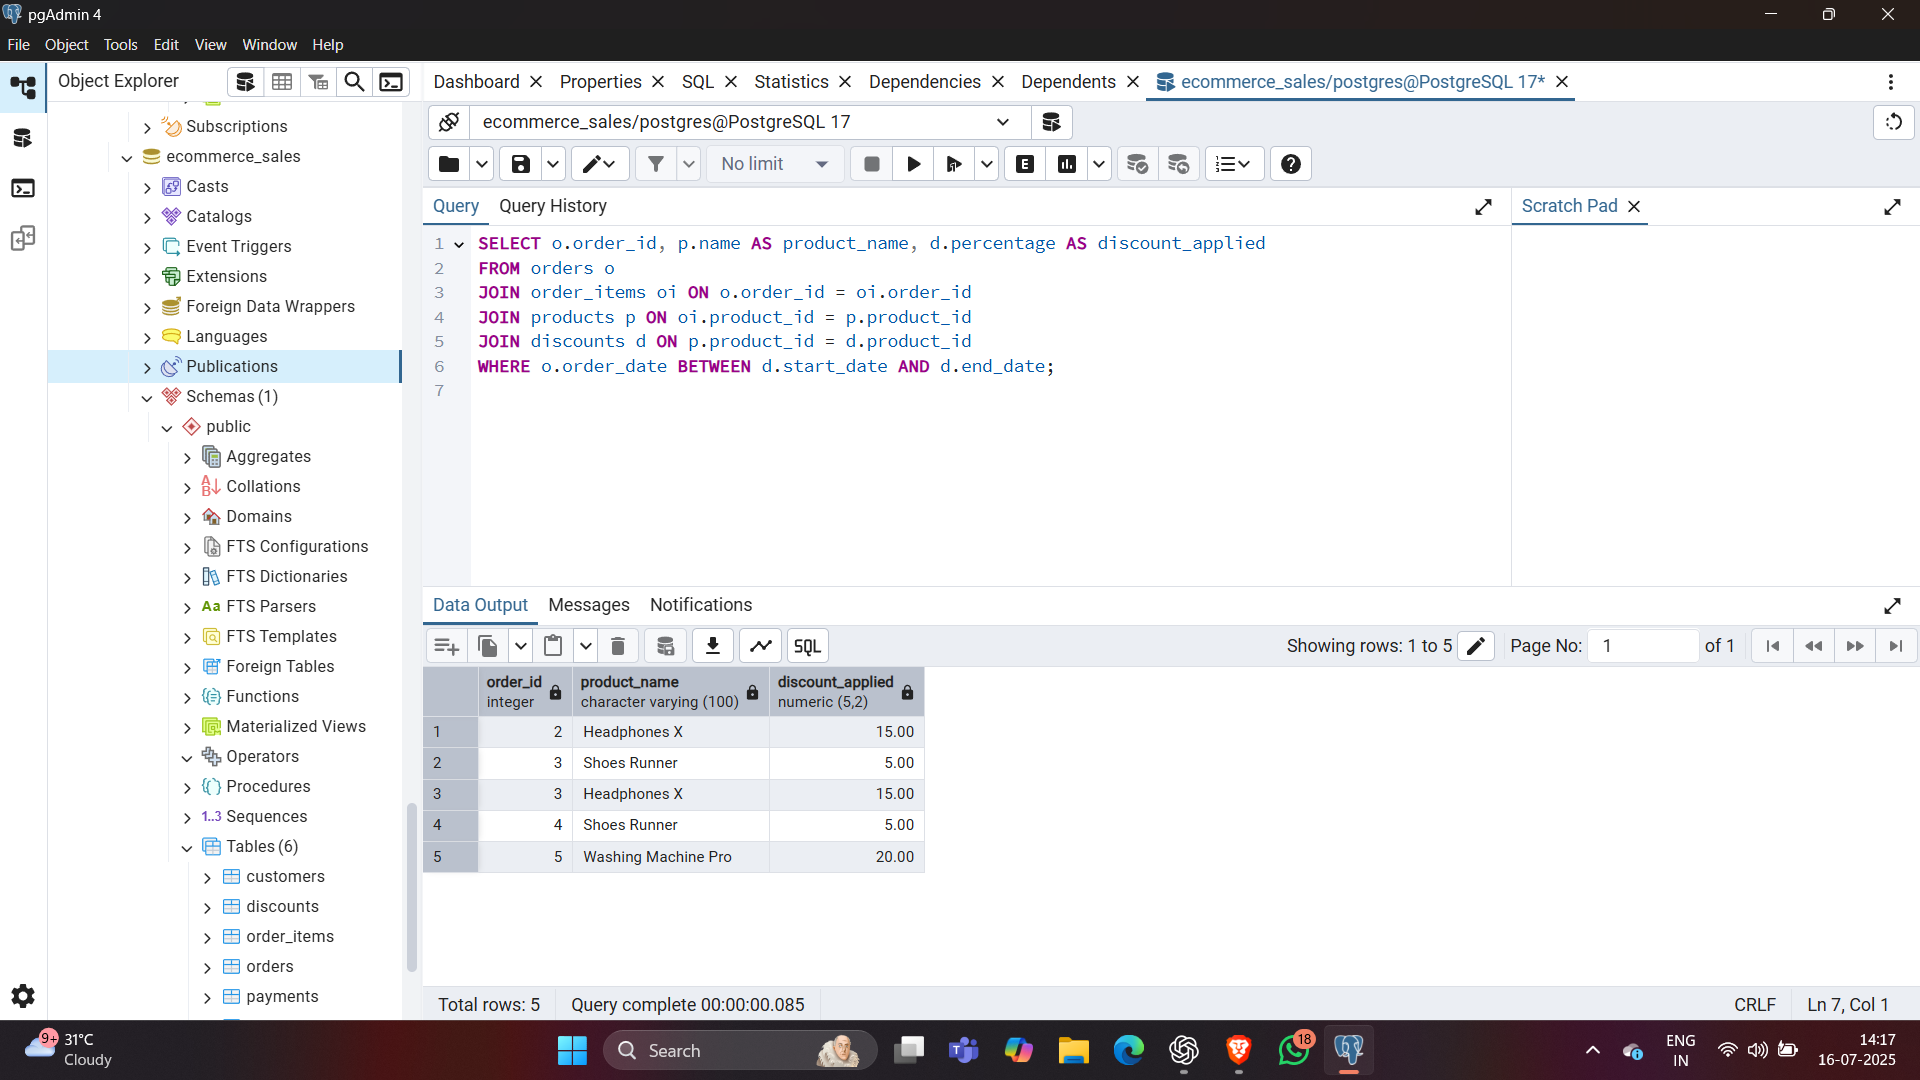 pgAdmin 4
File Object Tools Edit View Window Help
Object Explorer
Subscriptions
ecommerce_sales
Casts
Catalogs
Event Triggers
Extensions
Foreign Data Wrappers
Languages
Publications
Schemas (1)
public
Aggregates
Collations
Domains
FTS Configurations
FTS Dictionaries
Aa FTS Parsers
FTS Templates
Foreign Tables
Functions
Materialized Views
Operators
Procedures
1..3 Sequences
Tables (6)
customers
discounts
order_items
orders
payments
Dashboard Properties SQL Statistics Dependencies Dependents ecommerce_sales/postgres@PostgreSQL 17*
ecommerce_sales/postgres@PostgreSQL 17
No limit E
Query Query History
Scratch Pad
1 SELECT o.order_id, p.name AS product_name, d.percentage AS discount_applied
2 FROM orders o
3 JOIN order_items oi ON o.order_id = oi.order_id
4 JOIN products p ON oi.product_id = p.product_id
5 JOIN discounts d ON p.product_id = d.product_id
6 WHERE o.order_date BETWEEN d.start_date AND d.end_date;
7
Data Output Messages Notifications
SQL Showing rows: 1 to 5 Page No: 1 of 1
order_id product_name discount_applied
integer character varying (100) numeric (5,2)
1 2 Headphones X 15.00
2 3 Shoes Runner 5.00
3 3 Headphones X 15.00
4 4 Shoes Runner 5.00
5 5 Washing Machine Pro 20.00
Total rows: 5 Query complete 00:00:00.085 CRLF Ln 7, Col 1
9+ 31°C
Cloudy
Search
18
ENG
IN
14:17
16-07-2025